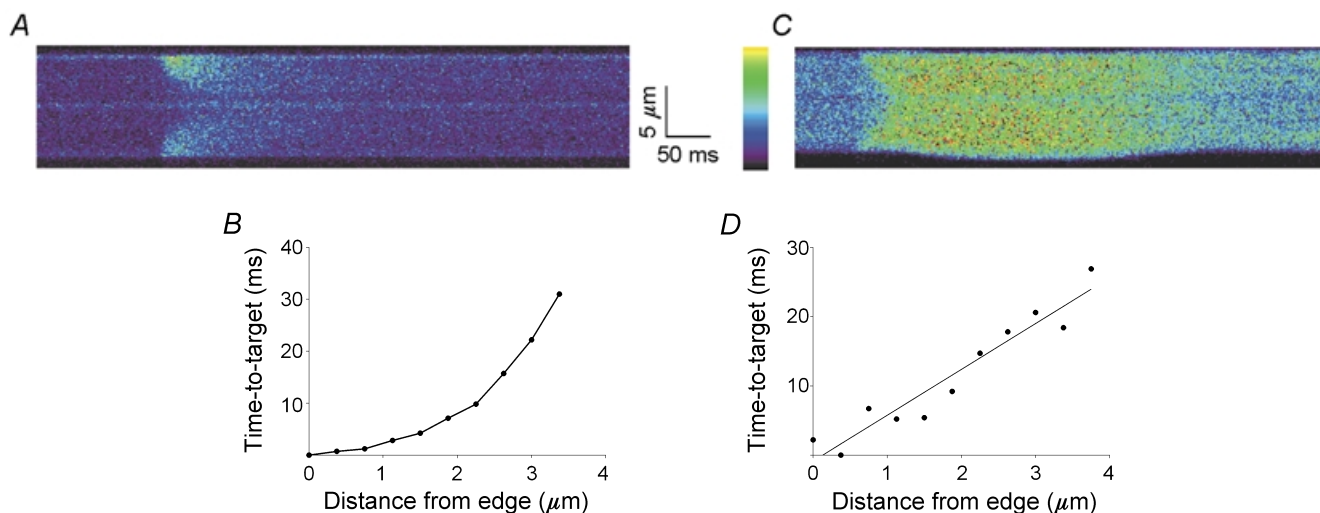 A
C
5 μm
50 ms
B
Time-to-target (ms)
40
30
20
10
0
1
2
3
4
Distance from edge (μm)
D
Time-to-target (ms)
30
20
10
0
1
2
3
4
Distance from edge (μm)